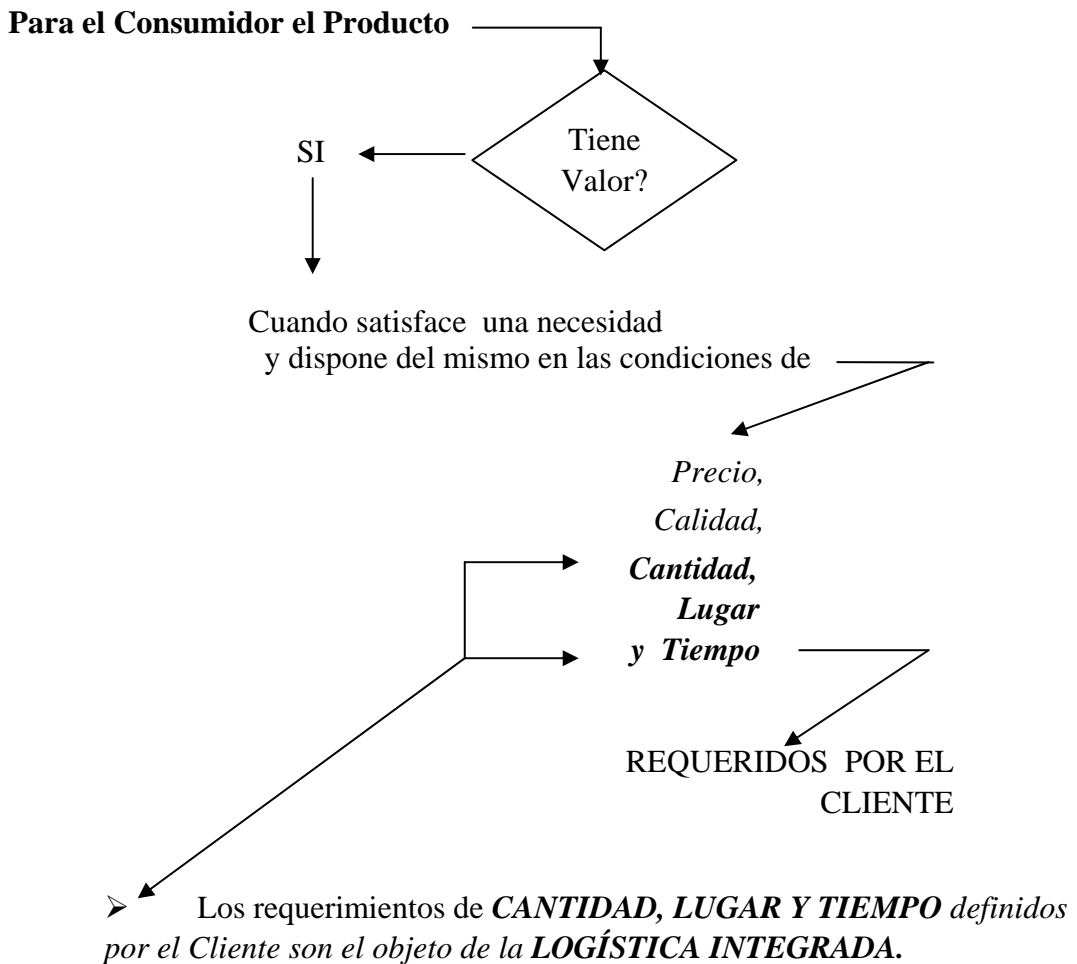 Para el Consumidor el Producto
Tiene
Valor?
SI
Cuando satisface una necesidad
y dispone del mismo en las condiciones de
Precio,
Calidad,
Cantidad,
Lugar
y Tiempo
REQUERIDOS POR EL
CLIENTE
➢ Los requerimientos de CANTIDAD, LUGAR Y TIEMPO definidos
por el Cliente son el objeto de la LOGÍSTICA INTEGRADA.